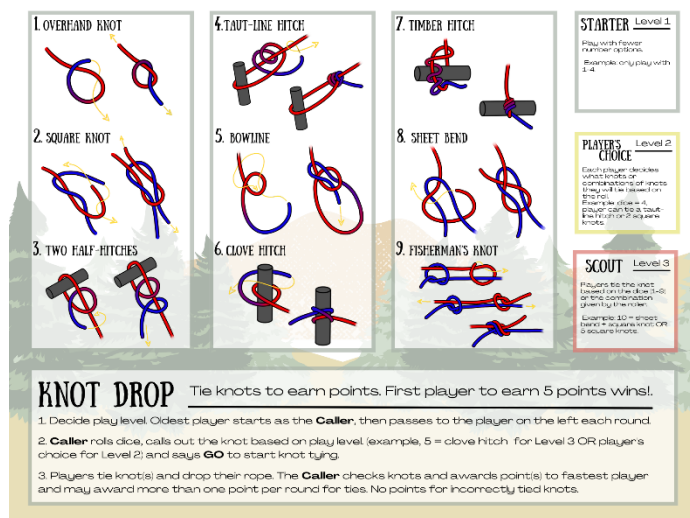 1. OVERHAND KNOT
2. SQUARE KNOT
3. TWO HALF-HITCHES
4. TAUT-LINE HITCH
5. BOWLINE
6. CLOVE HITCH
7. TIMBER HITCH
8. SHEET BEND
9. FISHERMAN'S KNOT
STARTER Level 1
Play with fewer
number options.
Example: only play with
1-4
PLAYER'S Level 2
CHOICE
Each player decides
what knots or
combinations of knots
they will tie based on
the roll.
Example: dice = 4,
player can tie a taut-
line hitch or 2 square
knots.
SCOUT Level 3
Players tie the knot
based on the dice (1-9)
or the combination
given by the roller.
Example: 10 = sheet
bend + square knot OR
5 square knots.
KNOT DROP Tie knots to earn points. First player to earn 5 points wins!.
1. Decide play level. Oldest player starts as the Caller, then passes to the player on the left each round.
2. Caller rolls dice, calls out the knot based on play level (example, 5 = clove hitch for Level 3 OR player's
choice for Level 2) and says GO to start knot tying.
3. Players tie knot(s) and drop their rope. The Caller checks knots and awards point(s) to fastest player
and may award more than one point per round for ties. No points for incorrectly tied knots.